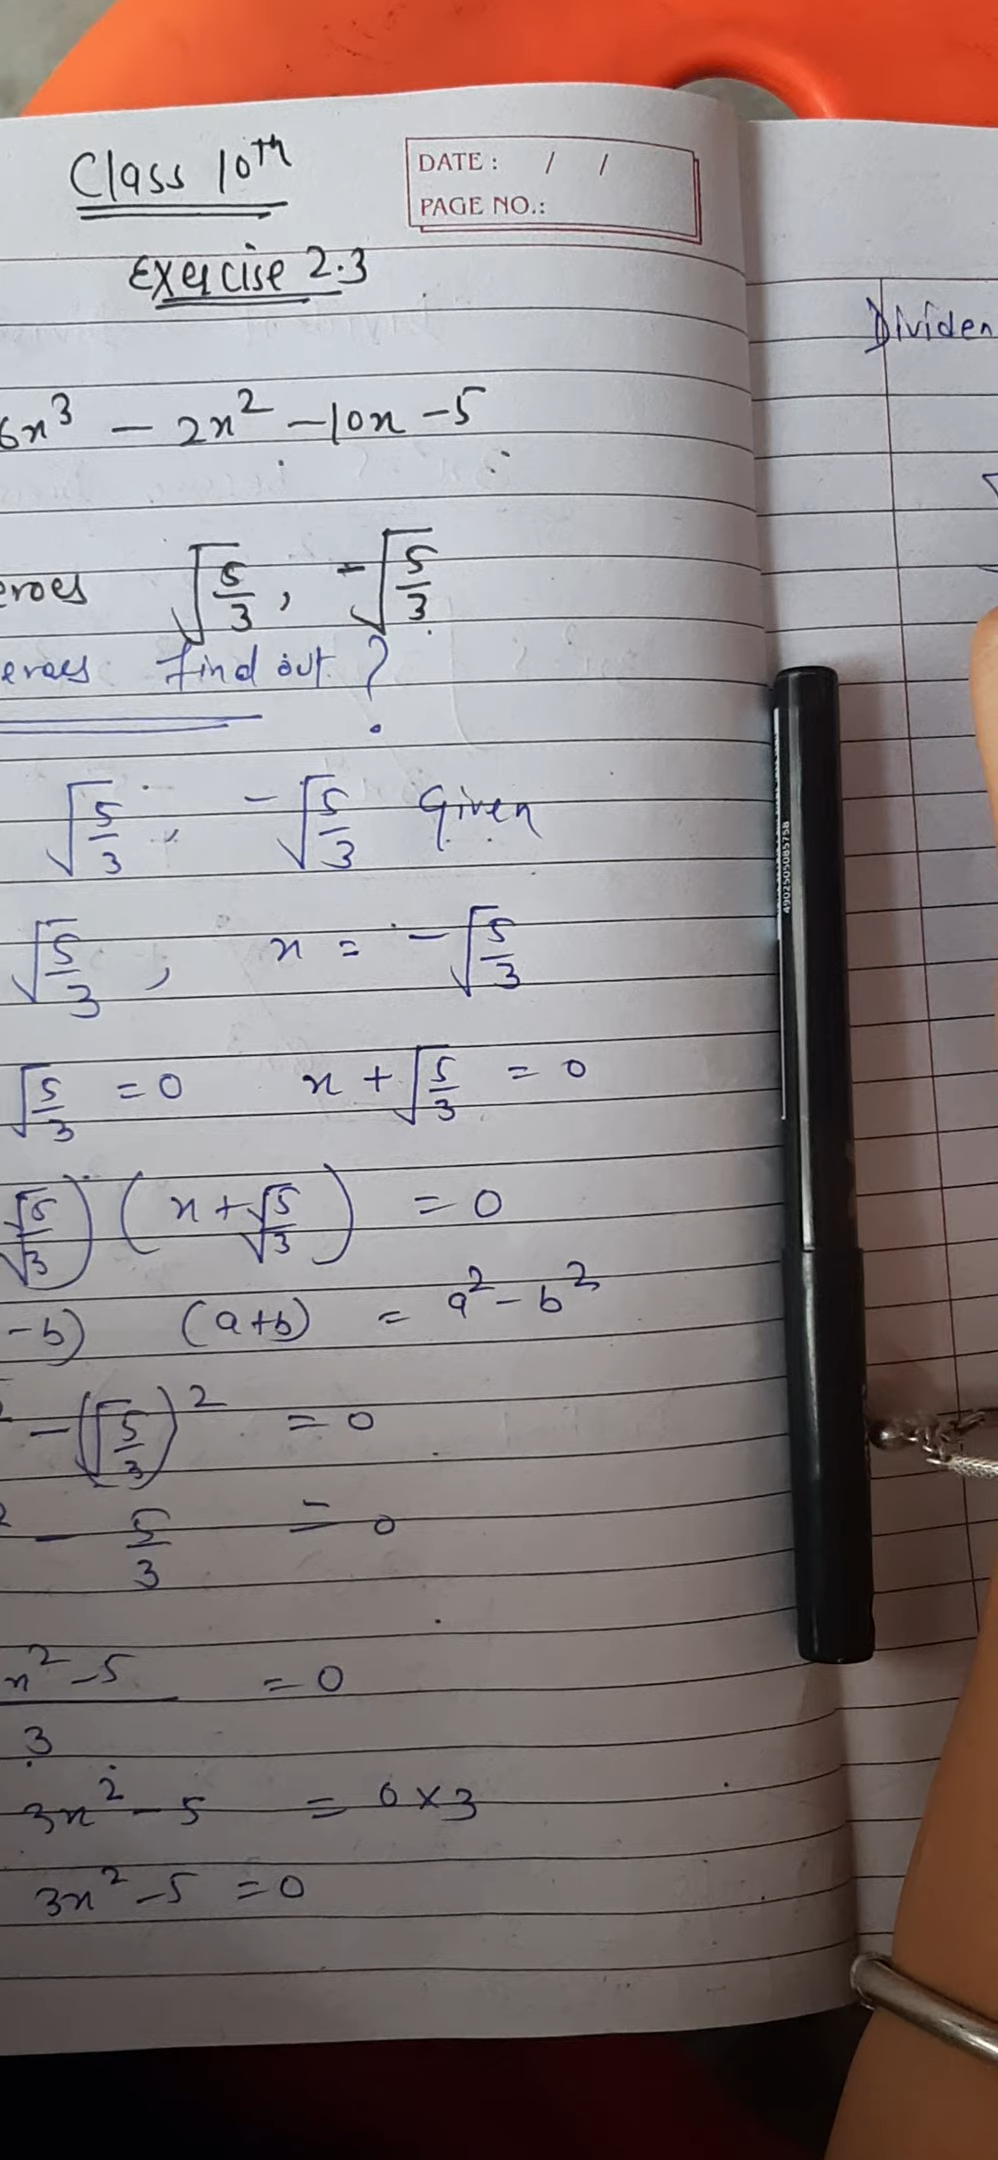 Class 10th
DATE: / /
PAGE NO.:
Exercise 2.3
6x³ - 2x² - 10x - 5
eroes √5/3, -√5/3
eroes find out?
√5/3, -√5/3 Given
√5/3, x = -√5/3
√5/3 = 0 x + √5/3 = 0
√5/√3) (x + √5/√3) = 0
-b) (a+b) = a² - b²
² - (√5/3)² = 0
² - 5/3 = 0
x² - 5 = 0
3
3x² - 5 = 0 × 3
3x² - 5 = 0
Dividen
4902505085758